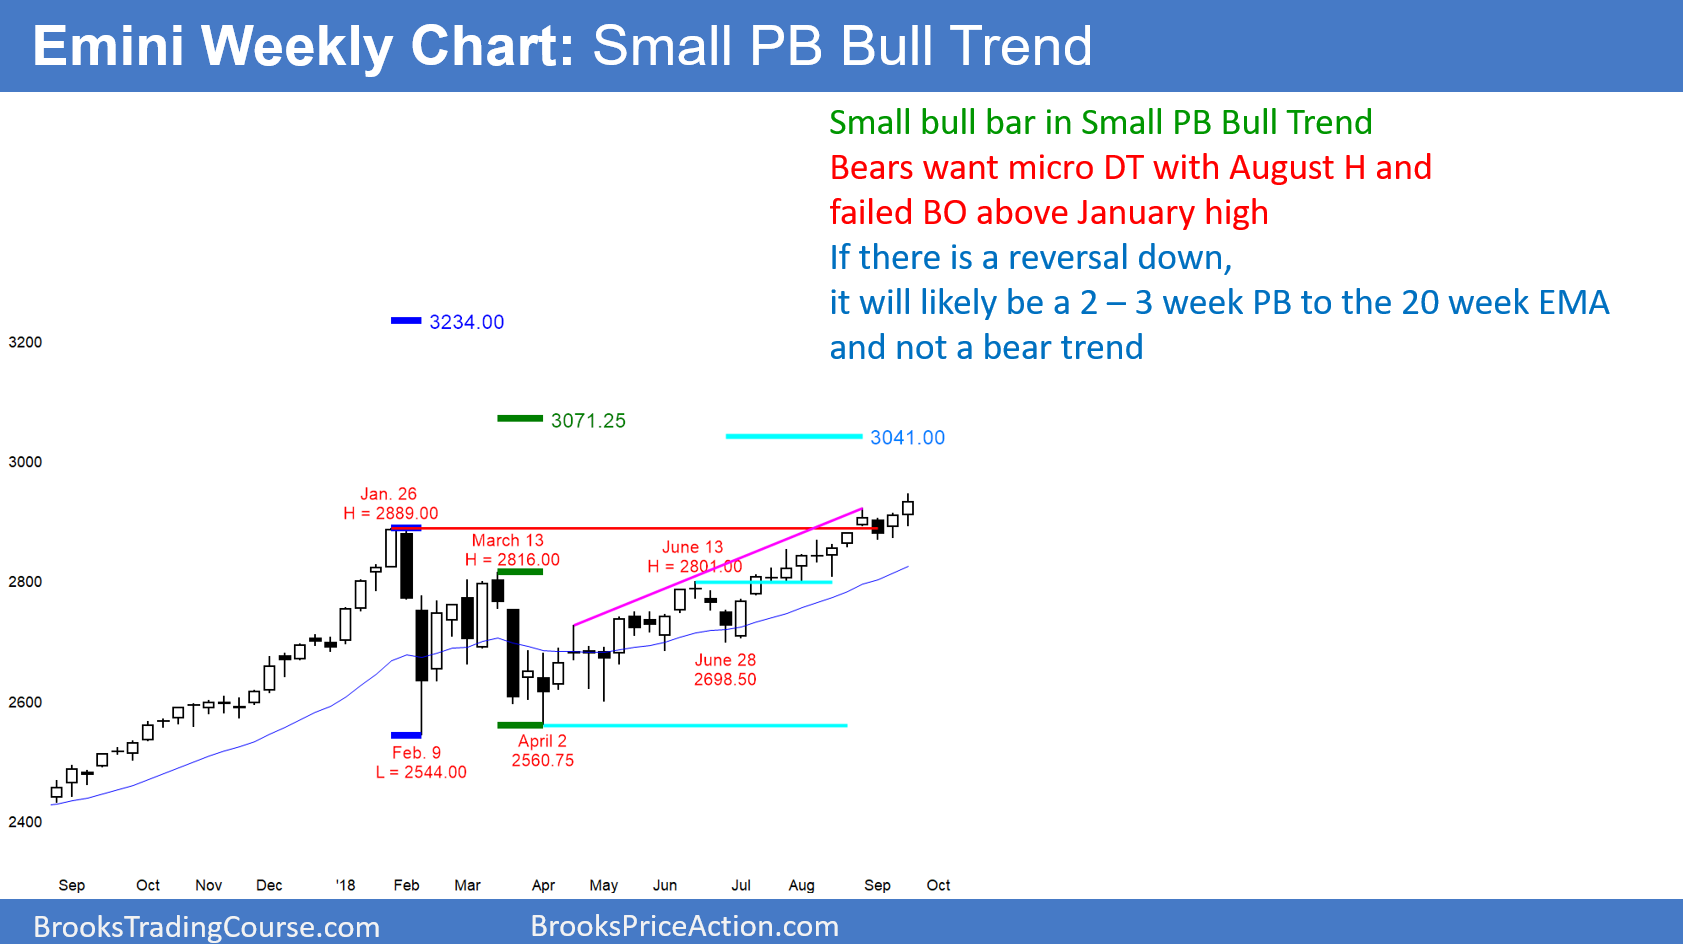 Emini Weekly Chart: Small PB Bull Trend
Small bull bar in Small PB Bull Trend
Bears want micro DT with August H and
failed BO above January high
If there is a reversal down,
it will likely be a 2 – 3 week PB to the 20 week EMA
and not a bear trend
3234.00
3200
3071.25
3041.00
3000
Jan. 26
H = 2889.00
March 13
H = 2816.00
June 13
H = 2801.00
2800
June 28
2698.50
2600
April 2
2560.75
Feb. 9
L = 2544.00
2400
Sep Oct Nov Dec '18 Feb Mar Apr May Jun Jul Aug Sep Oct
BrooksTradingCourse.com
BrooksPriceAction.com